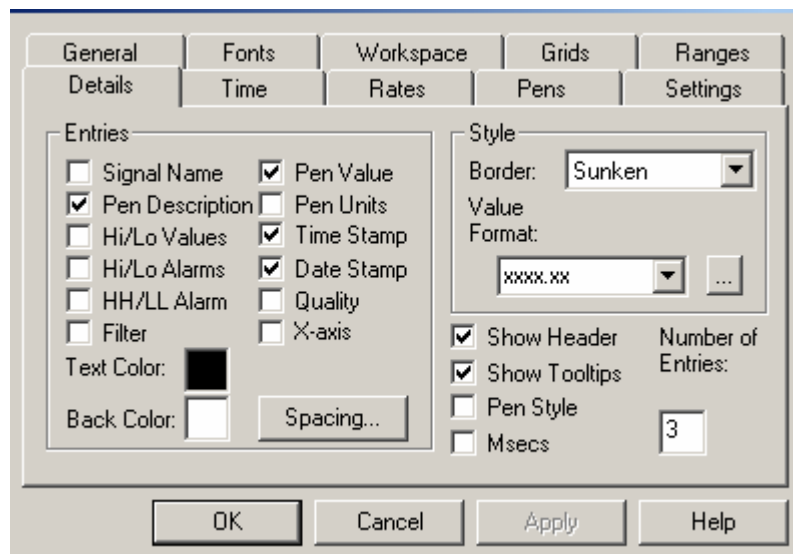 General Fonts Workspace Grids Ranges
Details Time Rates Pens Settings
Entries
Signal Name Pen Value
Pen Description Pen Units
Hi/Lo Values Time Stamp
Hi/Lo Alarms Date Stamp
HH/LL Alarm Quality
Filter X-axis
Text Color:
Back Color: Spacing...
Style
Border: Sunken
Value
Format:
xxxx.xx ...
Show Header
Show Tooltips
Pen Style
Msecs
Number of
Entries:
3
OK Cancel Apply Help